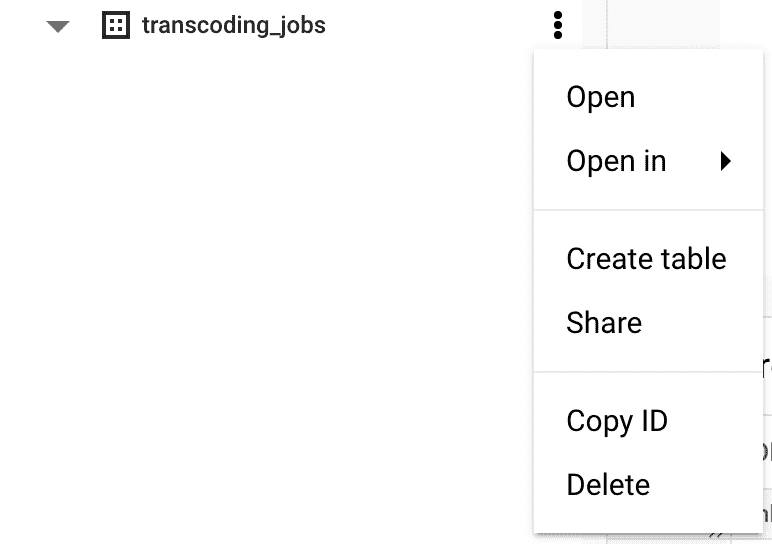 transcoding_jobs
Open
Open in
Create table
Share
Copy ID
Delete